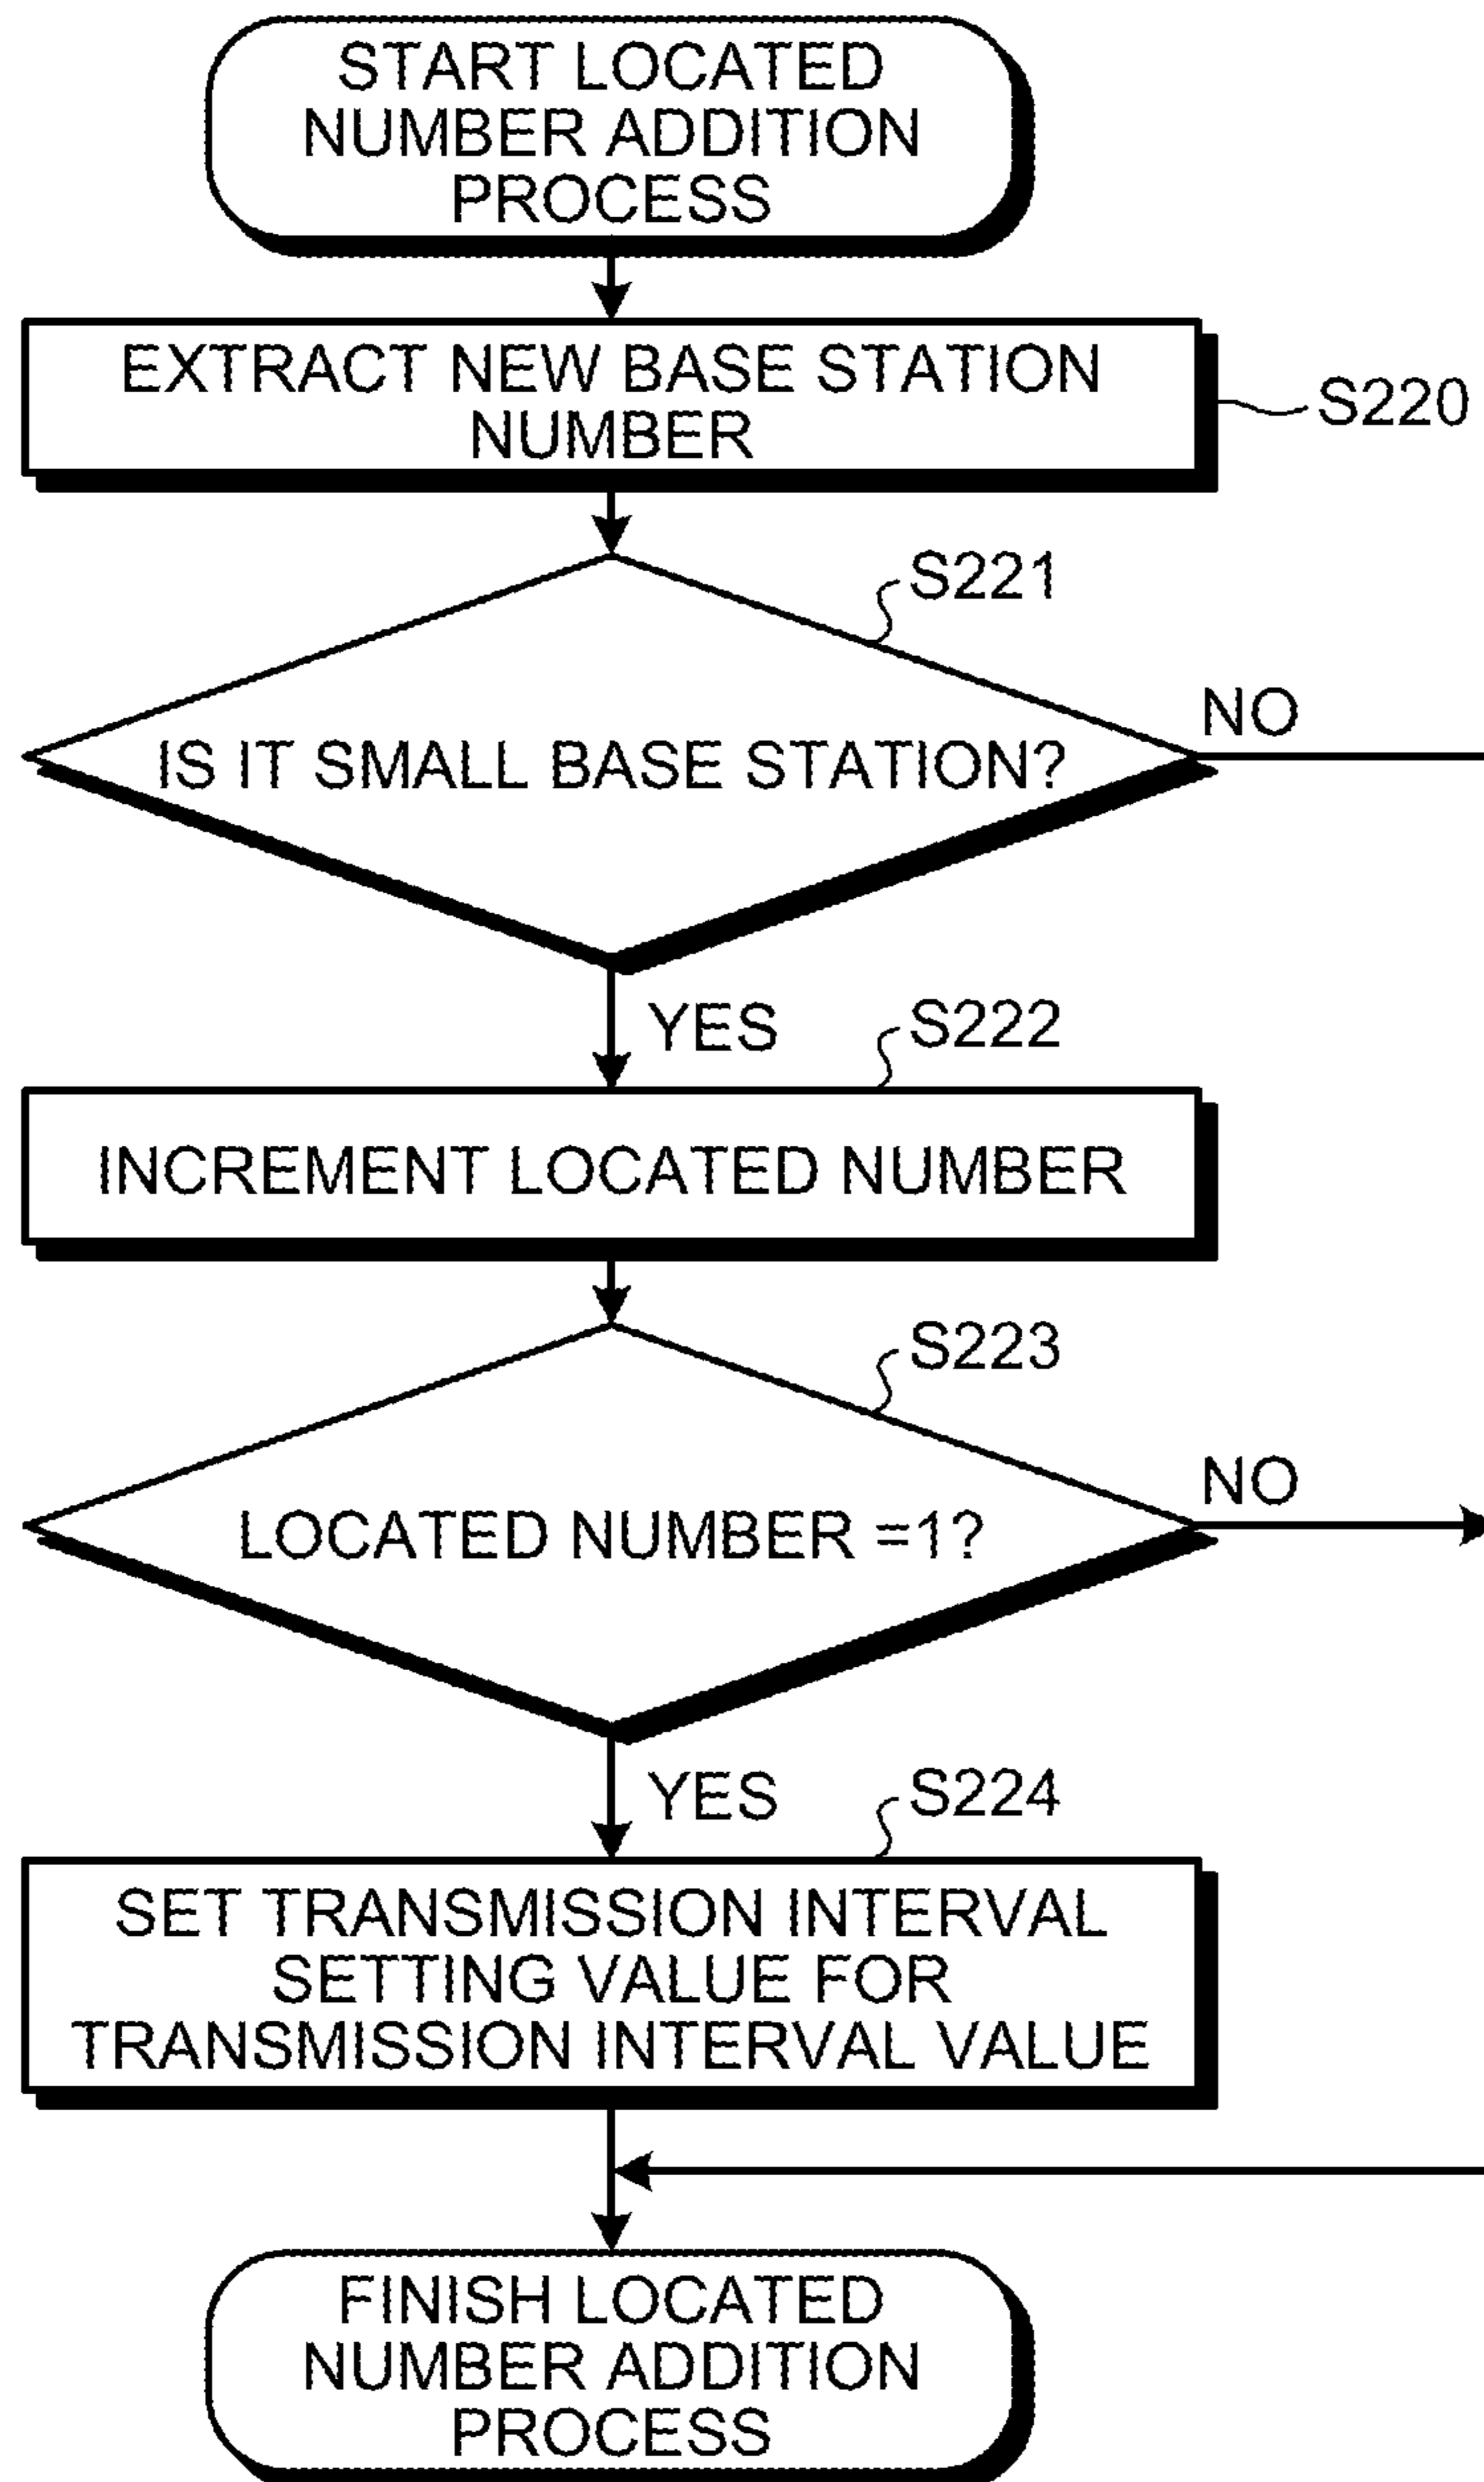 START LOCATED
NUMBER ADDITION
PROCESS
EXTRACT NEW BASE STATION
NUMBER
S220
S221
IS IT SMALL BASE STATION?
NO
YES
S222
INCREMENT LOCATED NUMBER
S223
LOCATED NUMBER =1?
NO
YES
S224
SET TRANSMISSION INTERVAL
SETTING VALUE FOR
TRANSMISSION INTERVAL VALUE
FINISH LOCATED
NUMBER ADDITION
PROCESS